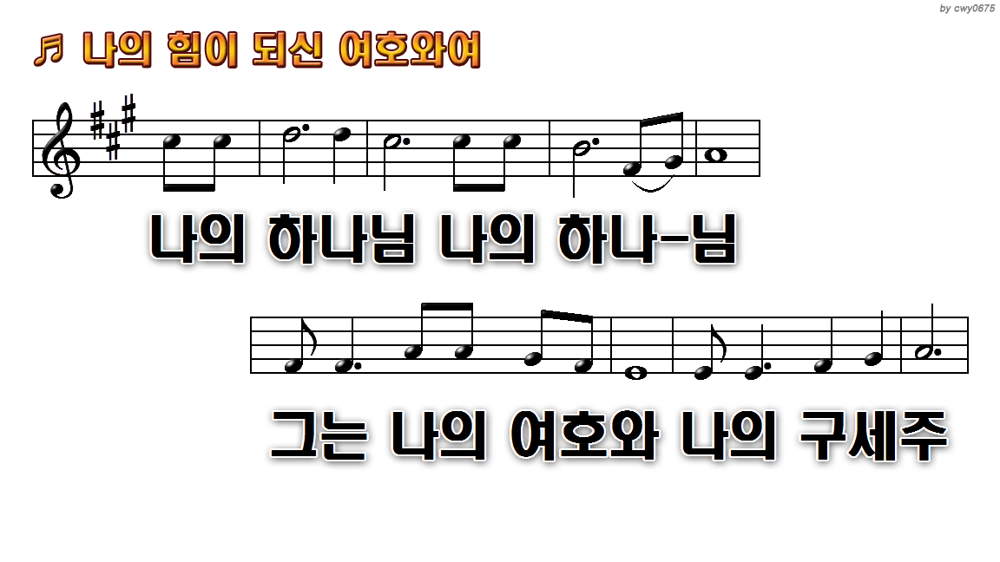 by cwy0675
♬ 나의 힘이 되신 여호와여
나의 하나님 나의 하나-님
그는 나의 여호와 나의 구세주